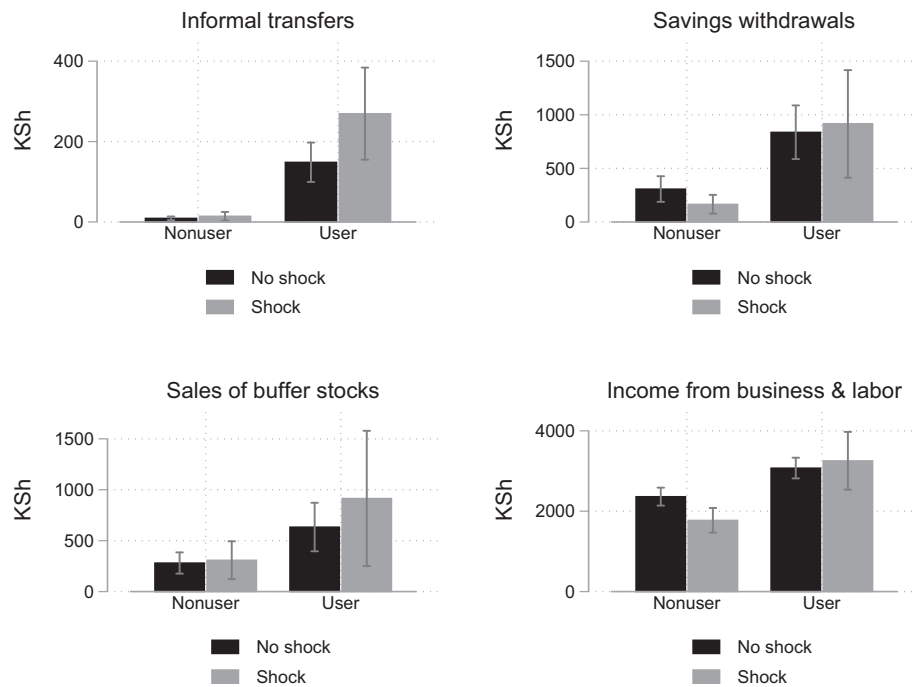 Informal transfers
KSh
400
200
0
Nonuser User
No shock
Shock
Savings withdrawals
KSh
1500
1000
500
0
Nonuser User
No shock
Shock
Sales of buffer stocks
KSh
1500
1000
500
0
Nonuser User
No shock
Shock
Income from business & labor
KSh
4000
2000
0
Nonuser User
No shock
Shock